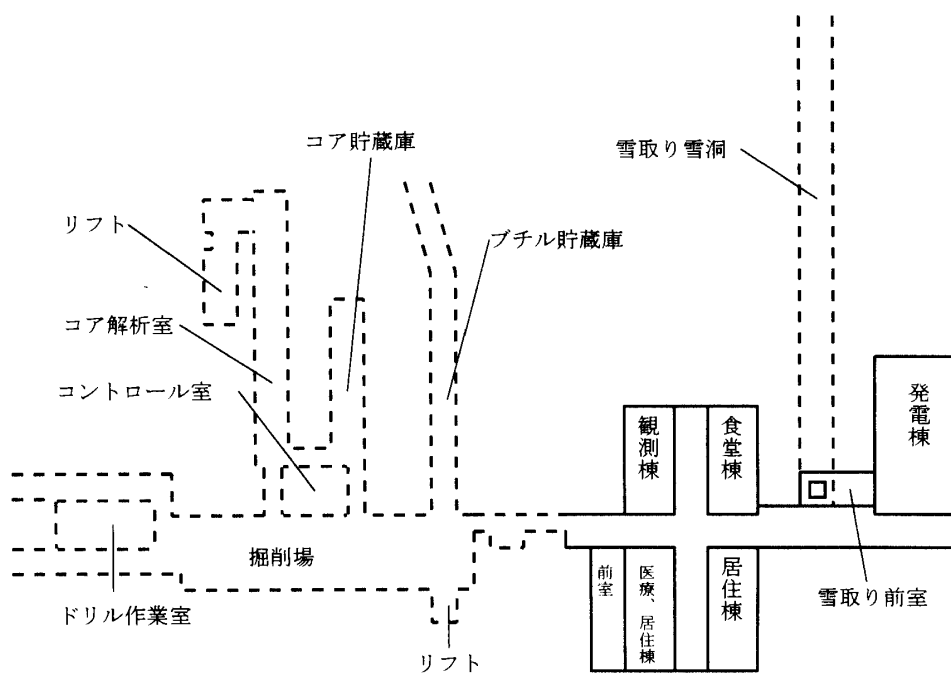 コア貯蔵庫
雪取り雪洞
リフト
ブチル貯蔵庫
コア解析室
コントロール室
発電棟
観測棟
食堂棟
掘削場
前室
医療、居住棟
居住棟
雪取り前室
ドリル作業室
リフト